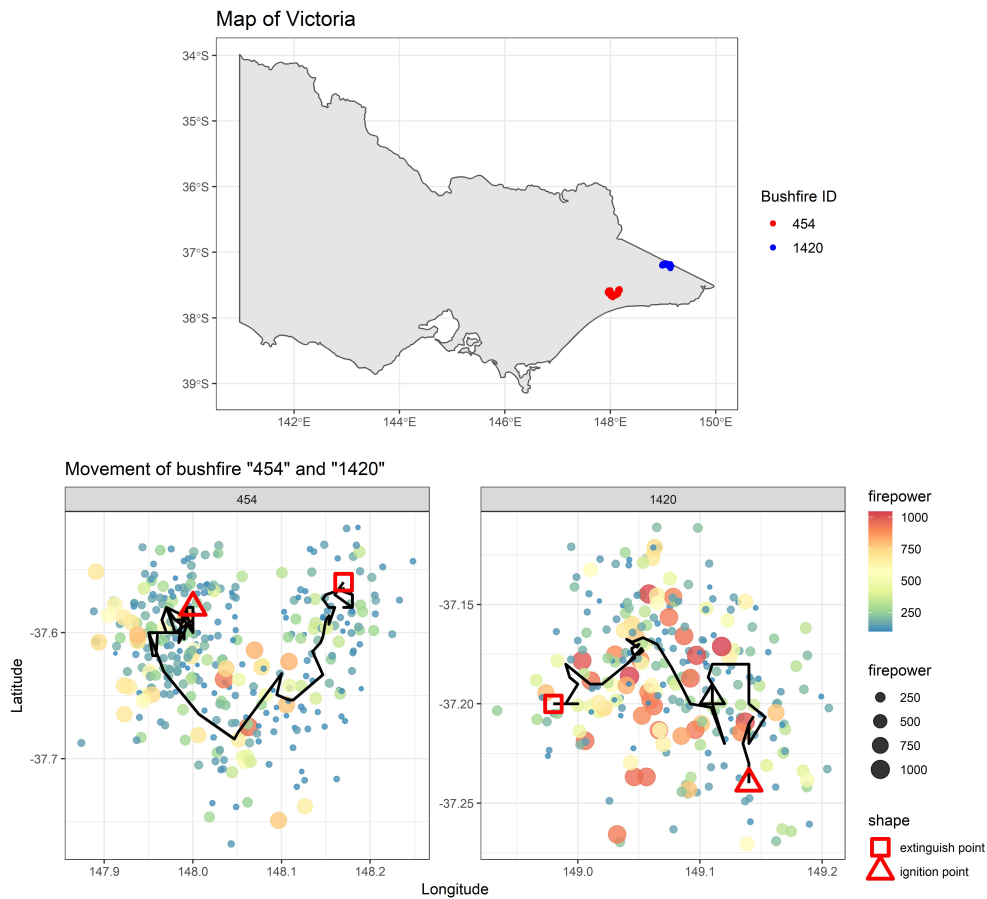 Map of Victoria
34°S
35°S
36°S
37°S
38°S
39°S
142°E
144°E
146°E
148°E
150°E
Bushfire ID
454
1420
Movement of bushfire "454" and "1420"
454
1420
Latitude
-37.6
-37.7
147.9
148.0
148.1
148.2
-37.15
-37.20
-37.25
149.0
149.1
149.2
Longitude
firepower
1000
750
500
250
firepower
250
500
750
1000
shape
extinguish point
ignition point